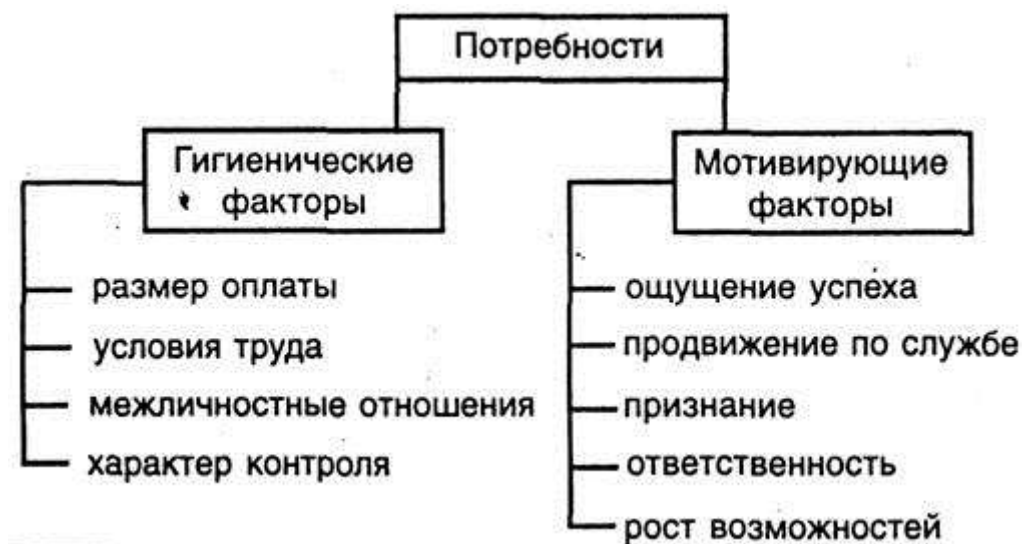 Потребности
Гигиенические
факторы
размер оплаты
условия труда
межличностные отношения
характер контроля
Мотивирующие
факторы
ощущение успеха
продвижение по службе
признание
ответственность
рост возможностей